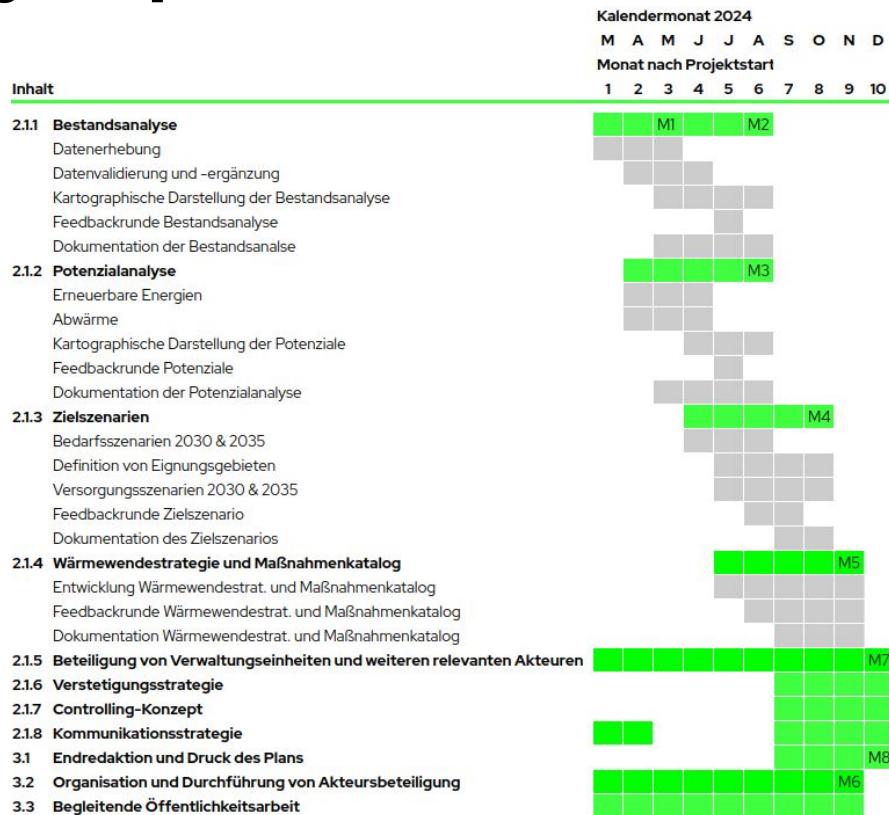 Kalendermonat 2024
M A M J J A S O N D
Monat nach Projektstart
Inhalt 1 2 3 4 5 6 7 8 9 10
2.1.1 Bestandsanalyse M1 M2
Datenerhebung
Datenvalidierung und -ergänzung
Kartographische Darstellung der Bestandsanalyse
Feedbackrunde Bestandsanalyse
Dokumentation der Bestandsanalse
2.1.2 Potenzialanalyse M3
Erneuerbare Energien
Abwärme
Kartographische Darstellung der Potenziale
Feedbackrunde Potenziale
Dokumentation der Potenzialanalyse
2.1.3 Zielszenarien M4
Bedarfsszenarien 2030 & 2035
Definition von Eignungsgebieten
Versorgungsszenarien 2030 & 2035
Feedbackrunde Zielszenario
Dokumentation des Zielszenarios
2.1.4 Wärmewendestrategie und Maßnahmenkatalog M5
Entwicklung Wärmewendestrat. und Maßnahmenkatalog
Feedbackrunde Wärmewendestrat. und Maßnahmenkatalog
Dokumentation Wärmewendestrat. und Maßnahmenkatalog
2.1.5 Beteiligung von Verwaltungseinheiten und weiteren relevanten Akteuren M7
2.1.6 Verstetigungsstrategie
2.1.7 Controlling-Konzept
2.1.8 Kommunikationsstrategie
3.1 Endredaktion und Druck des Plans M8
3.2 Organisation und Durchführung von Akteursbeteiligung M6
3.3 Begleitende Öffentlichkeitsarbeit